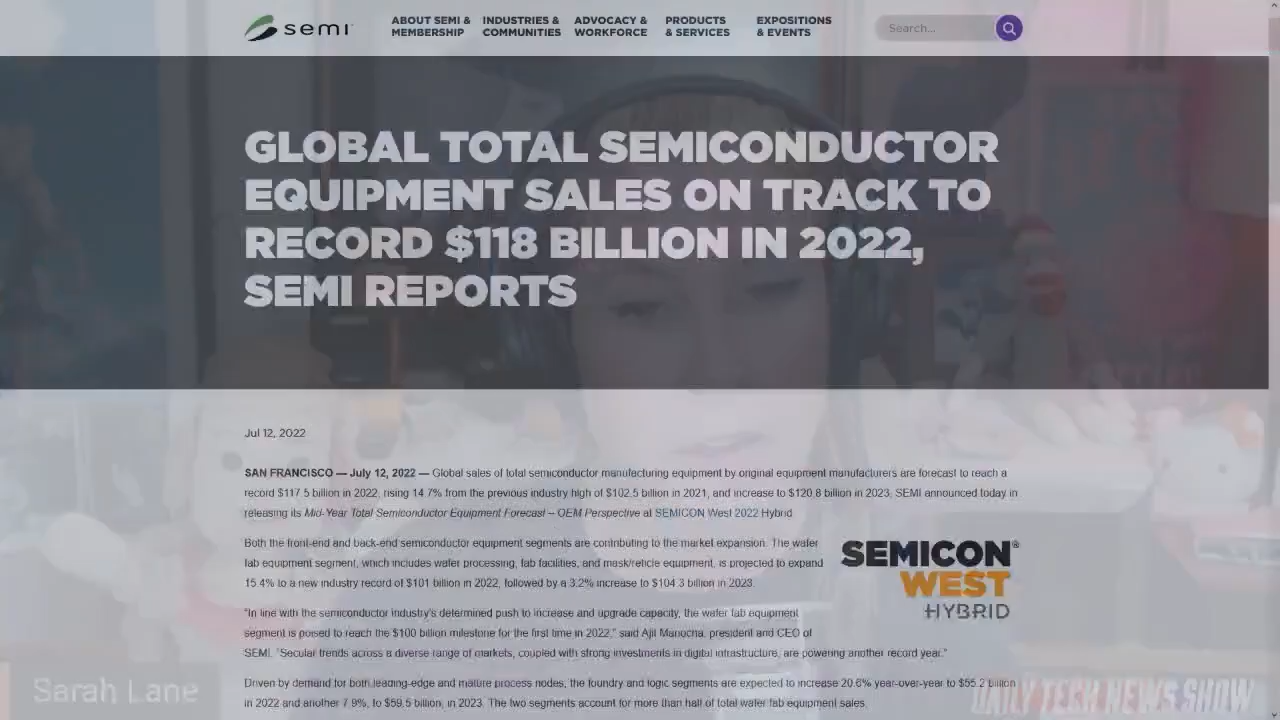 semi
ABOUT SEMI & MEMBERSHIP
INDUSTRIES & COMMUNITIES
ADVOCACY & WORKFORCE
PRODUCTS & SERVICES
EXPOSITIONS & EVENTS
Search...
GLOBAL TOTAL SEMICONDUCTOR
EQUIPMENT SALES ON TRACK TO
RECORD $118 BILLION IN 2022,
SEMI REPORTS
Jul 12, 2022
SAN FRANCISCO — July 12, 2022 — Global sales of total semiconductor manufacturing equipment by original equipment manufacturers are forecast to reach a
record $117.5 billion in 2022, rising 14.7% from the previous industry high of $102.5 billion in 2021, and increase to $120.8 billion in 2023, SEMI announced today in
releasing its Mid-Year Total Semiconductor Equipment Forecast – OEM Perspective at SEMICON West 2022 Hybrid.
Both the front-end and back-end semiconductor equipment segments are contributing to the market expansion. The wafer
fab equipment segment, which includes wafer processing, fab facilities, and mask/reticle equipment, is projected to expand
15.4% to a new industry record of $101 billion in 2022, followed by a 3.2% increase to $104.3 billion in 2023.
SEMICON®
WEST
HYBRID
"In line with the semiconductor industry's determined push to increase and upgrade capacity, the wafer fab equipment
segment is poised to reach the $100 billion milestone for the first time in 2022," said Ajit Manocha, president and CEO of
SEMI. "Secular trends across a diverse range of markets, coupled with strong investments in digital infrastructure, are powering another record year."
Driven by demand for both leading-edge and mature process nodes, the foundry and logic segments are expected to increase 20.6% year-over-year to $55.2 billion
in 2022 and another 7.9%, to $59.5 billion, in 2023. The two segments account for more than half of total wafer fab equipment sales.
Sarah Lane
DAILY TECH NEWS SHOW